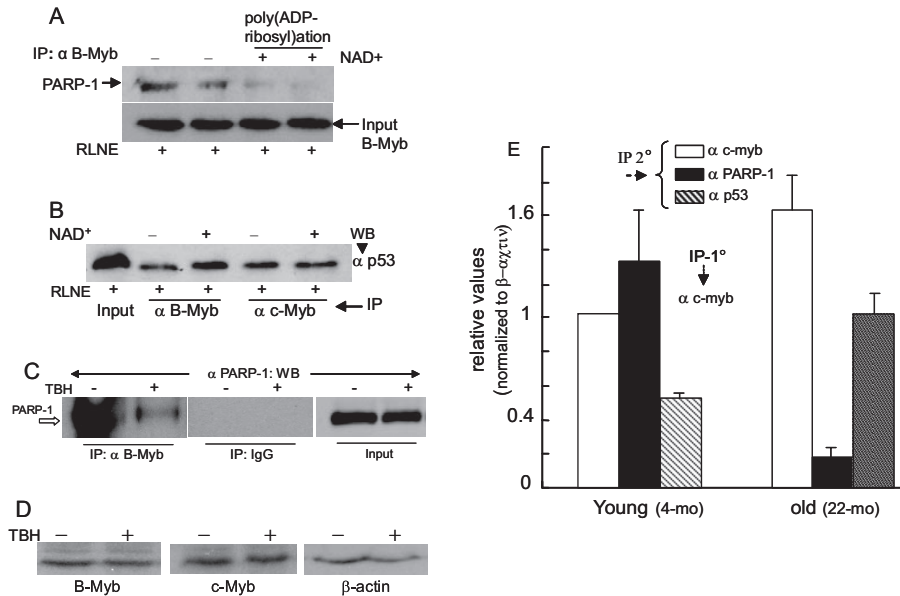 A
poly(ADP-
ribosyl)ation
IP: α B-Myb
– – + + NAD+
PARP-1
Input
B-Myb
RLNE + + + +
B
NAD+ – + – + WB
α p53
RLNE + + + + +
Input α B-Myb α c-Myb IP
C
α PARP-1: WB
TBH - + - + - +
PARP-1
IP: α B-Myb IP: IgG Input
D
TBH – + – + – +
B-Myb c-Myb β-actin
E
IP 2°
α c-myb
α PARP-1
α p53
IP-1°
α c-myb
relative values
(normalized to β–αχτιν)
1.6
1
0.4
0
Young (4-mo) old (22-mo)